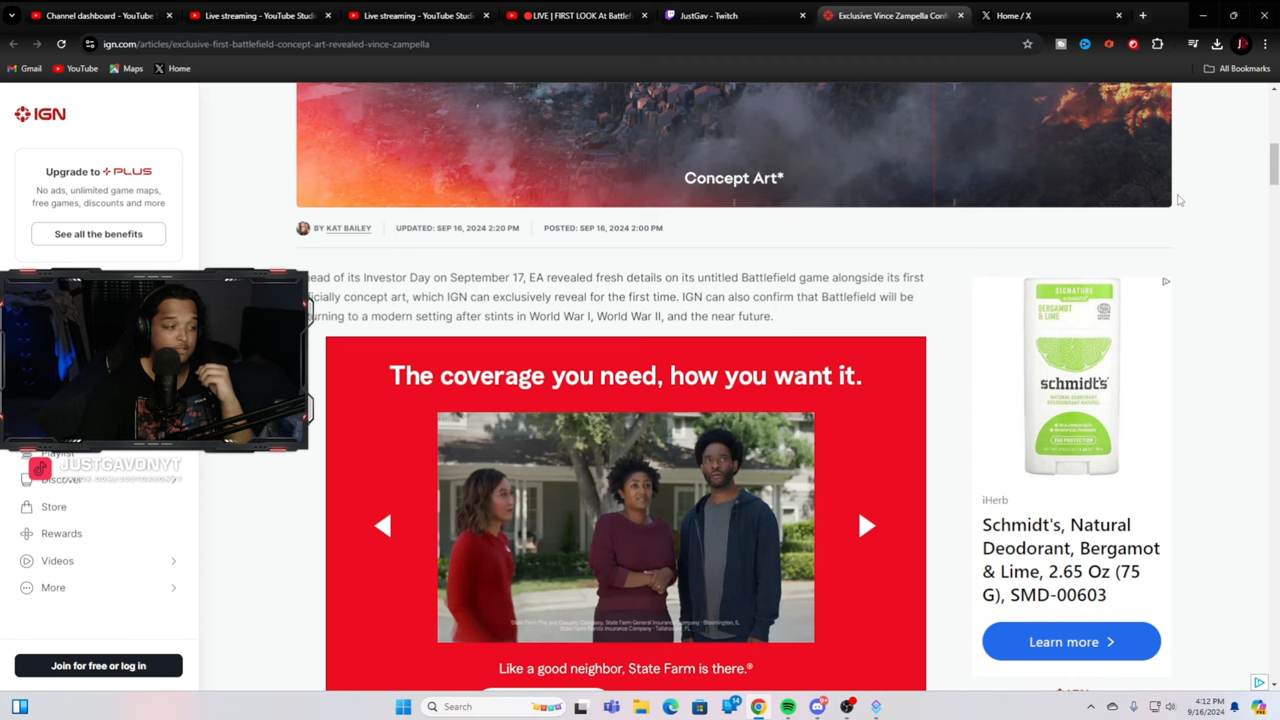 Channel dashboard - YouTube S
Live streaming - YouTube Studi
Live streaming - YouTube Studi
LIVE | FIRST LOOK At Battlef
JustGav - Twitch
Exclusive: Vince Zampella Conf
Home / X
ign.com/articles/exclusive-first-battlefield-concept-art-revealed-vince-zampella
Gmail
YouTube
Maps
Home
All Bookmarks
IGN
Upgrade to PLUS
No ads, unlimited game maps,
free games, discounts and more
See all the benefits
Concept Art*
BY KAT BAILEY
UPDATED: SEP 16, 2024 2:20 PM
POSTED: SEP 16, 2024 2:00 PM
ead of its Investor Day on September 17, EA revealed fresh details on its untitled Battlefield game alongside its first
icially concept art, which IGN can exclusively reveal for the first time. IGN can also confirm that Battlefield will be
urning to a modern setting after stints in World War I, World War II, and the near future.
The coverage you need, how you want it.
Like a good neighbor, State Farm is there.®
JUSTGAVONYT
Playlist
Discover
Store
Rewards
Videos
More
Join for free or log in
SIGNATURE
BERGAMOT
& LIME
schmidt's
iHerb
Schmidt's, Natural
Deodorant, Bergamot
& Lime, 2.65 Oz (75
G), SMD-00603
Learn more >
Search
14
4:12 PM
9/16/2024